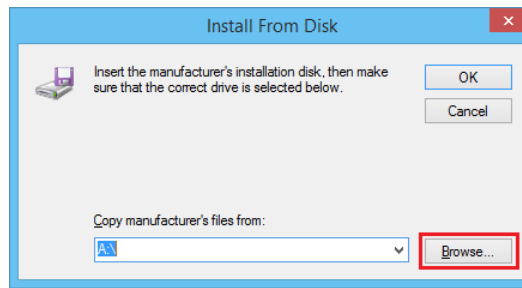 Install From Disk
Insert the manufacturer's installation disk, then make
sure that the correct drive is selected below.
OK
Cancel
Copy manufacturer's files from:
A:\
Browse...